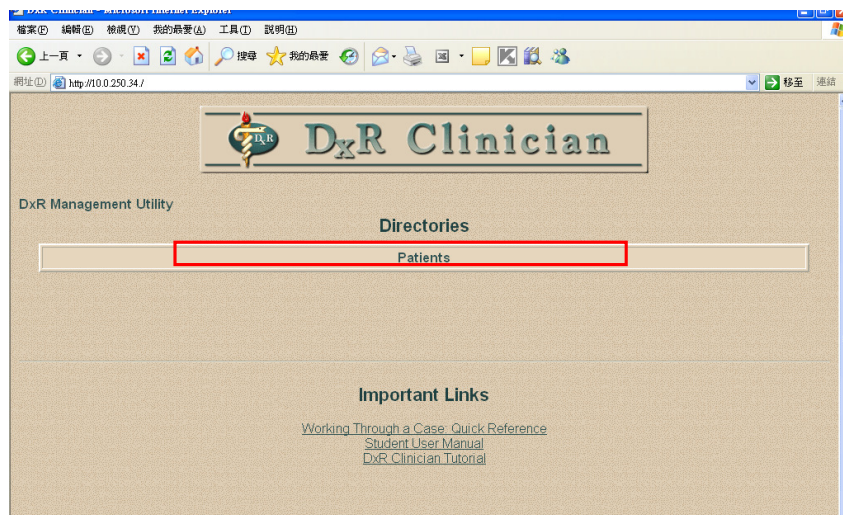 DxR Clinician - Microsoft Internet Explorer
檔案(F) 編輯(E) 檢視(V) 我的最愛(A) 工具(T) 說明(H)
上一頁 搜尋 我的最愛
網址(D) http://10.0.250.34./ 移至 連結
DxR DxR Clinician
DxR Management Utility
Directories
Patients
Important Links
Working Through a Case: Quick Reference
Student User Manual
DxR Clinician Tutorial